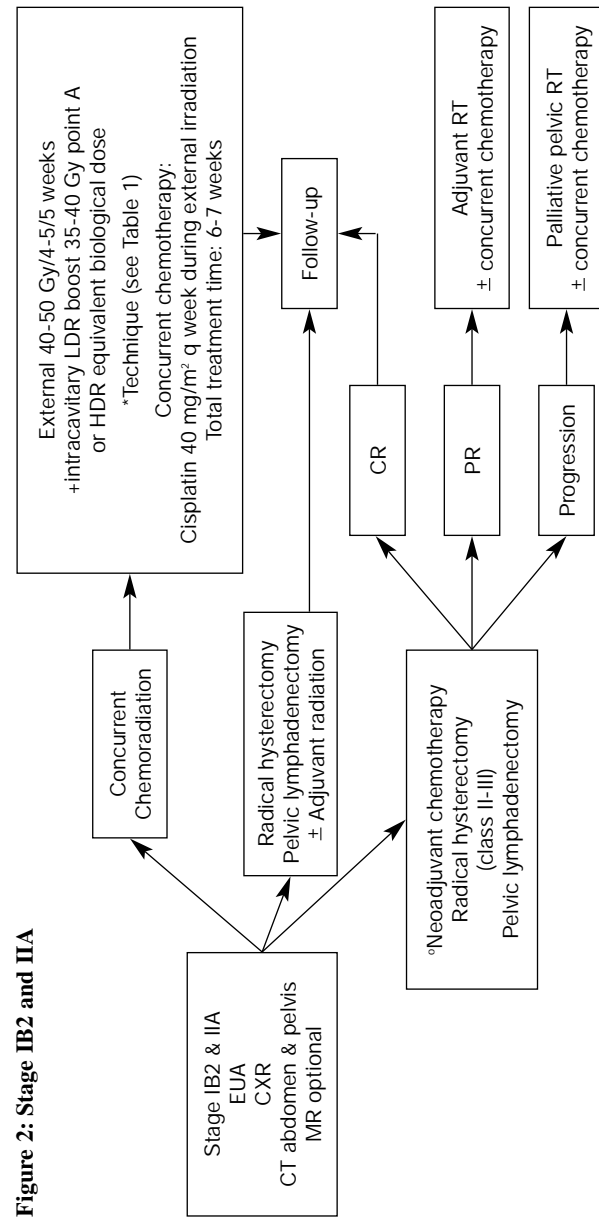 Figure 2: Stage IB2 and IIA
Stage IB2 & IIA
EUA
CXR
CT abdomen & pelvis
MR optional
Concurrent
Chemoradiation
External 40-50 Gy/4-5/5 weeks
+intracavitary LDR boost 35-40 Gy point A
or HDR equivalent biological dose
*Technique (see Table 1)
Concurrent chemotherapy:
Cisplatin 40 mg/m² q week during external irradiation
Total treatment time: 6-7 weeks
Radical hysterectomy
Pelvic lymphadenectomy
± Adjuvant radiation
Follow-up
°Neoadjuvant chemotherapy
Radical hysterectomy
(class II-III)
Pelvic lymphadenectomy
CR
PR
Adjuvant RT
± concurrent chemotherapy
Progression
Palliative pelvic RT
± concurrent chemotherapy